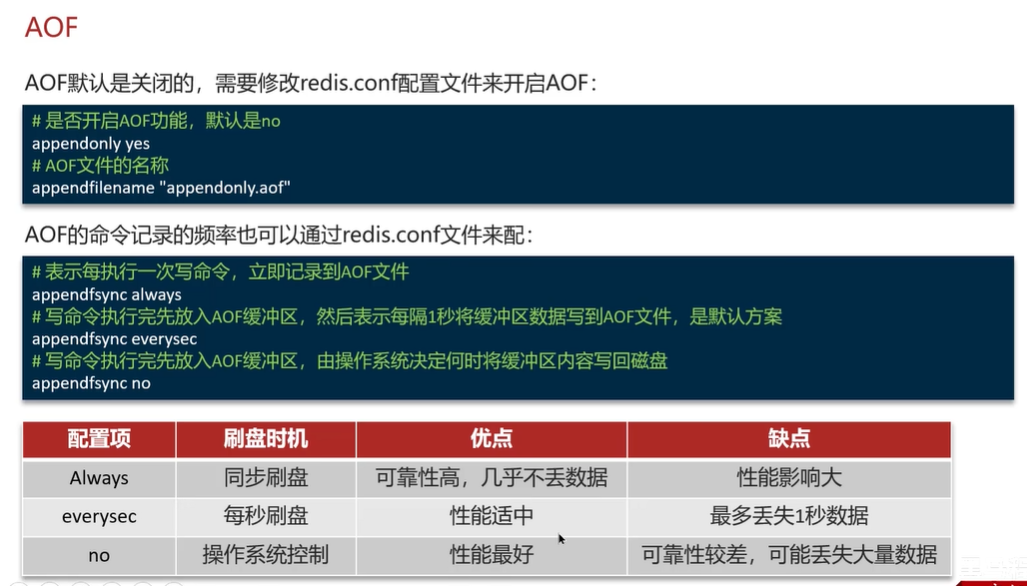 AOF
AOF默认是关闭的，需要修改redis.conf配置文件来开启AOF：
# 是否开启AOF功能，默认是no
appendonly yes
# AOF文件的名称
appendfilename "appendonly.aof"
AOF的命令记录的频率也可以通过redis.conf文件来配：
# 表示每执行一次写命令，立即记录到AOF文件
appendfsync always
# 写命令执行完先放入AOF缓冲区，然后表示每隔1秒将缓冲区数据写到AOF文件，是默认方案
appendfsync everysec
# 写命令执行完先放入AOF缓冲区，由操作系统决定何时将缓冲区内容写回磁盘
appendfsync no
配置项 刷盘时机 优点 缺点
Always 同步刷盘 可靠性高，几乎不丢数据 性能影响大
everysec 每秒刷盘 性能适中 最多丢失1秒数据
no 操作系统控制 性能最好 可靠性较差，可能丢失大量数据